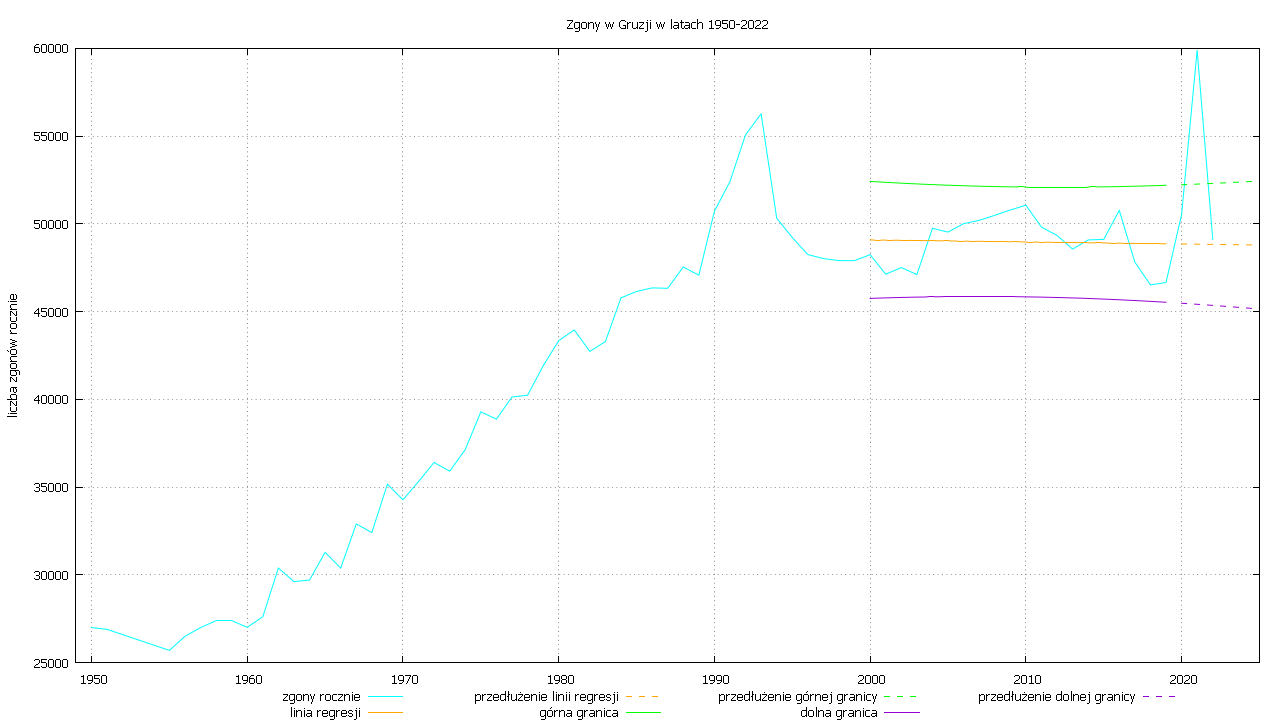 Zgony w Gruzji w latach 1950-2022
60000
55000
50000
45000
40000
35000
30000
25000
liczba zgonów rocznie
1950 1960 1970 1980 1990 2000 2010 2020
zgony rocznie przedłużenie linii regresji przedłużenie górnej granicy przedłużenie dolnej granicy
linia regresji górna granica dolna granica